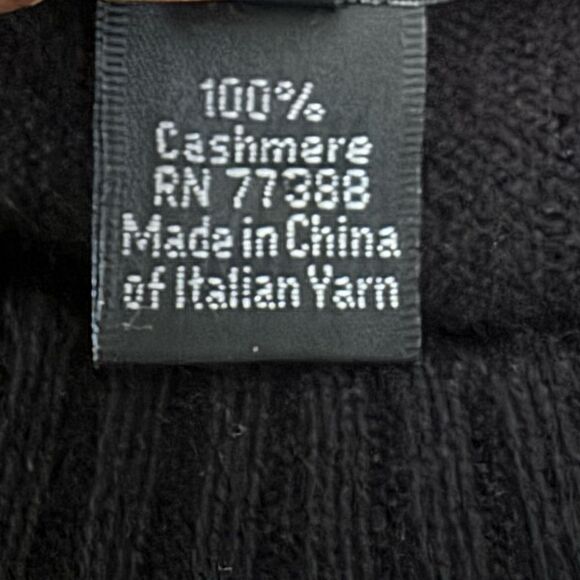 100%
Cashmere
RN 77388
Made in China
of Italian Yarn